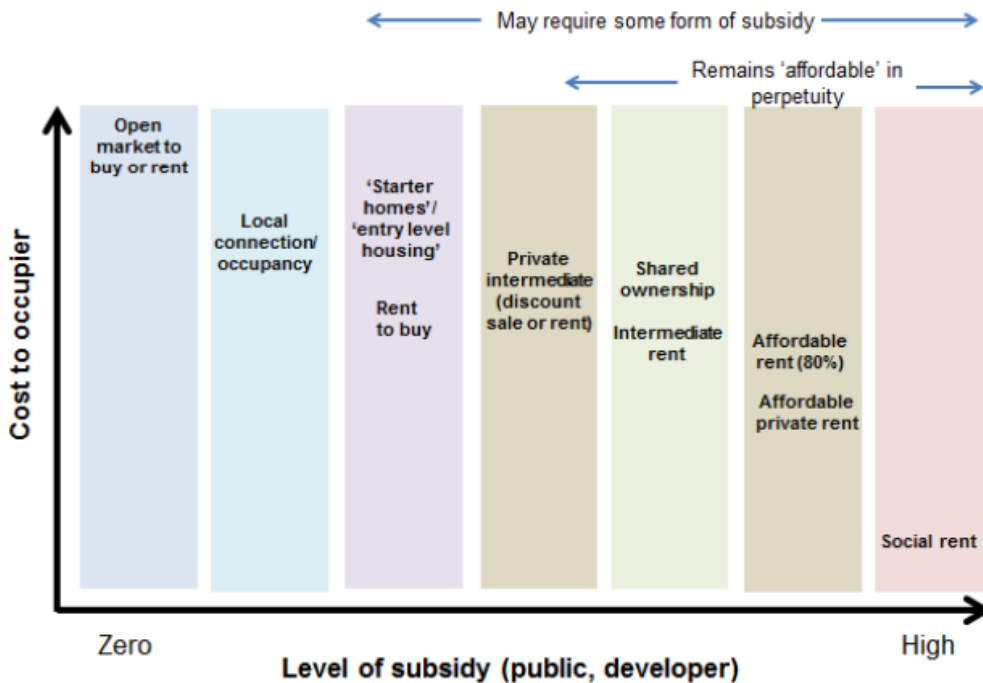 May require some form of subsidy
Remains ‘affordable’ in
perpetuity
Cost to occupier
Open
market to
buy or rent
Local
connection/
occupancy
‘Starter
homes’/
‘entry level
housing’
Rent
to buy
Private
intermediate
(discount
sale or rent)
Shared
ownership
Intermediate
rent
Affordable
rent (80%)
Affordable
private rent
Social rent
Zero
High
Level of subsidy (public, developer)